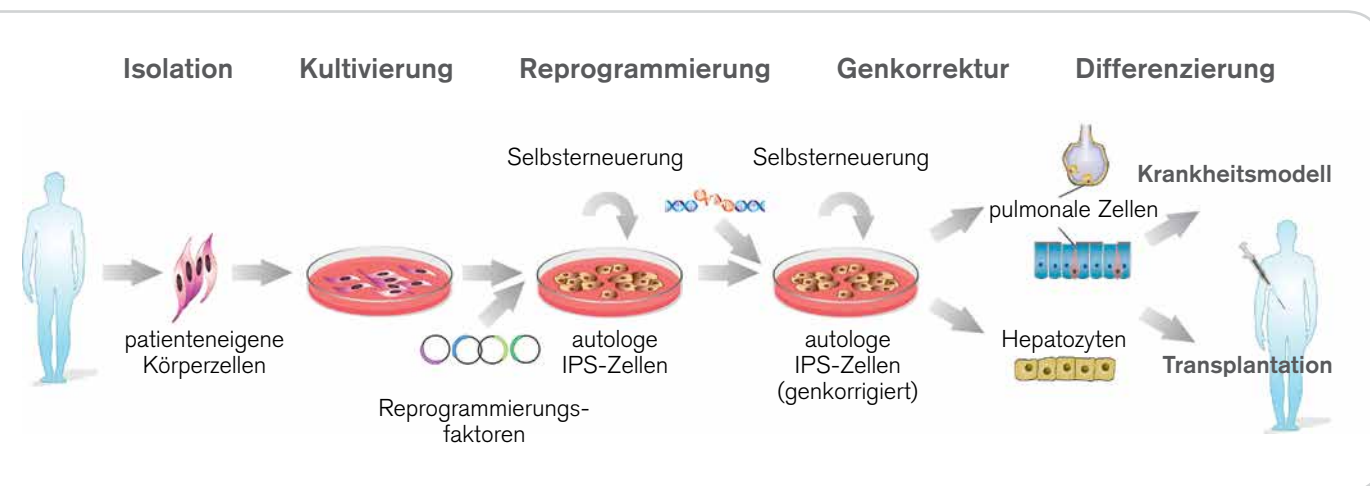 Isolation
Kultivierung
Reprogrammierung
Genkorrektur
Differenzierung
Selbsterneuerung
Selbsterneuerung
Krankheitsmodell
pulmonale Zellen
patienteneigene
Körperzellen
autologe
IPS-Zellen
autologe
IPS-Zellen
(genkorrigiert)
Hepatozyten
Transplantation
Reprogrammierungs-
faktoren